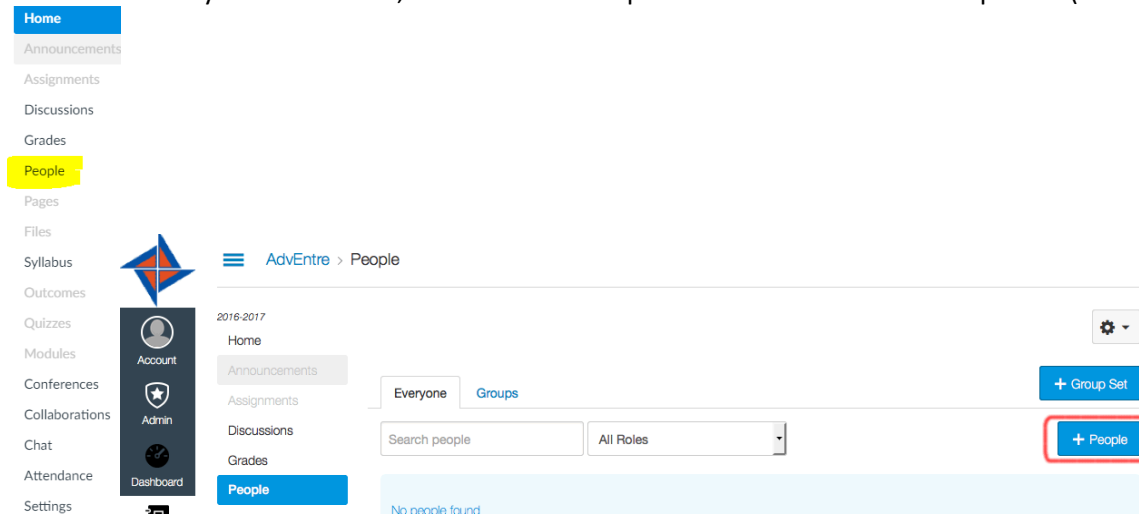 Home
Announcements
Assignments
Discussions
Grades
People
Pages
Files
Syllabus
Outcomes
Quizzes
Modules
Conferences
Collaborations
Chat
Attendance
Settings
AdvEntre > People
2016-2017
Home
Announcements
Assignments
Discussions
Grades
People
Account
Admin
Dashboard
Everyone Groups
+ Group Set
Search people All Roles
+ People
No people found